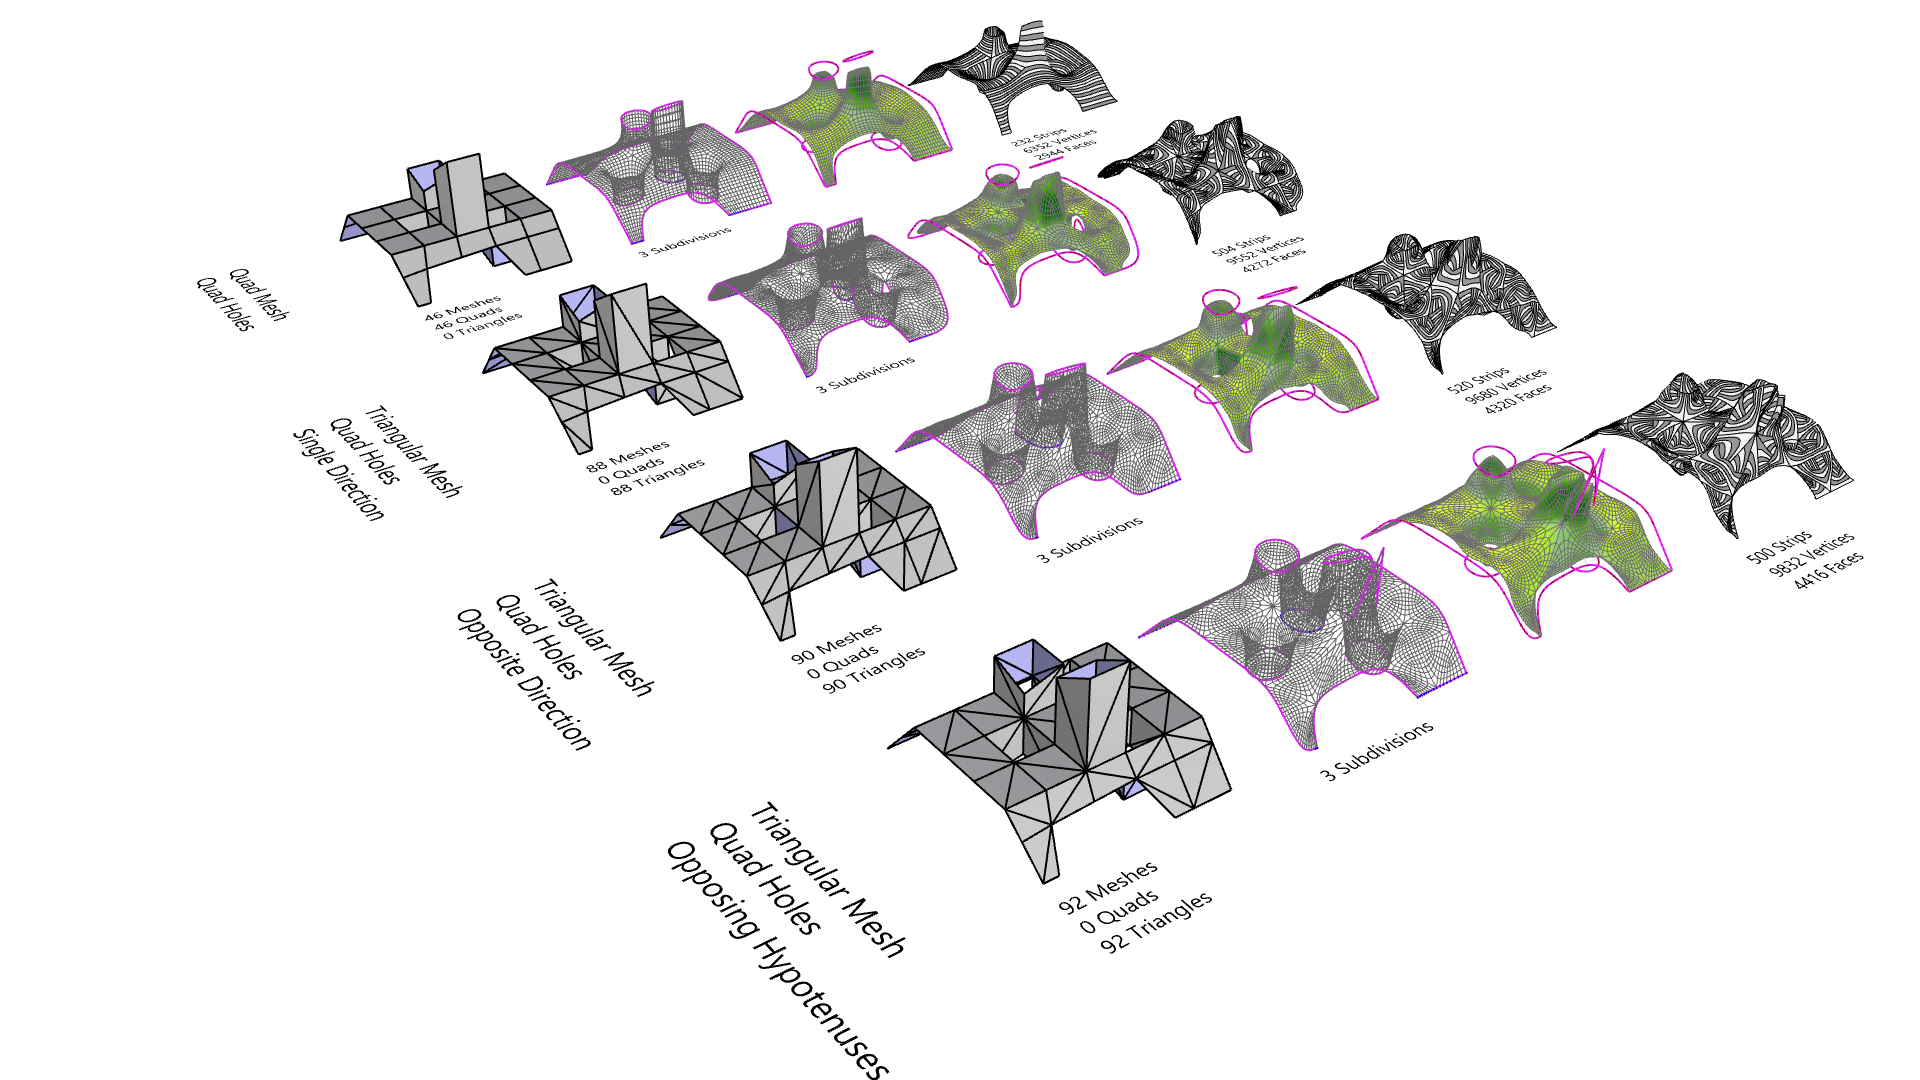 Quad Mesh
Quad Holes
46 Meshes
46 Quads
0 Triangles
3 Subdivisions
232 Strips
6352 Vertices
2944 Faces
Triangular Mesh
Quad Holes
Single Direction
88 Meshes
0 Quads
88 Triangles
3 Subdivisions
504 Strips
9552 Vertices
4272 Faces
Triangular Mesh
Quad Holes
Opposite Direction
90 Meshes
0 Quads
90 Triangles
3 Subdivisions
520 Strips
9680 Vertices
4320 Faces
Triangular Mesh
Quad Holes
Opposing Hypotenuses
92 Meshes
0 Quads
92 Triangles
3 Subdivisions
500 Strips
9832 Vertices
4416 Faces